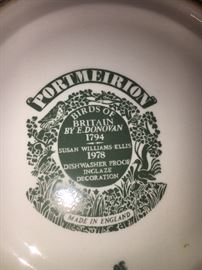 PORTMEIRION
BIRDS OF
BRITAIN
BY E. DONOVAN
1794
SUSAN WILLIAMS-ELLIS
1978
DISHWASHER PROOF
INGLAZE
DECORATION
MADE IN ENGLAND